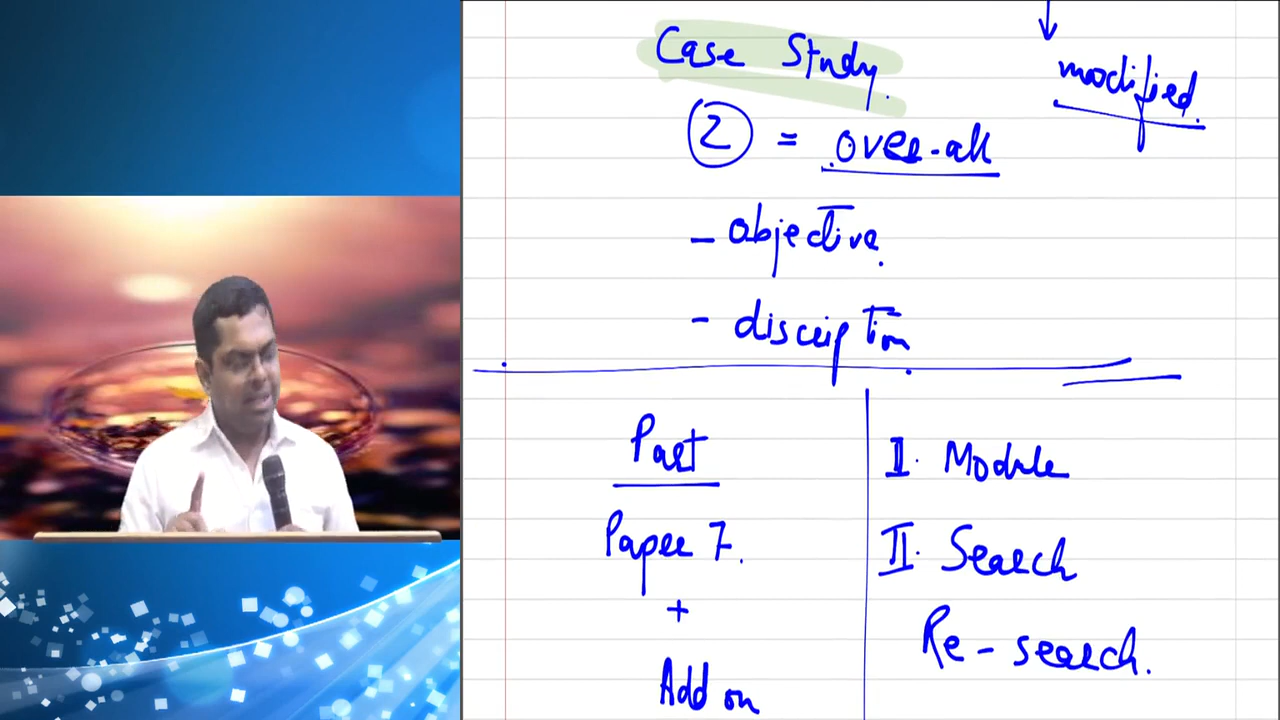 Case Study.
modified.
2 = over-all
- objective.
- discription
Part
Paper 7.
+
Add on
I. Module
II. Search
Re-search.